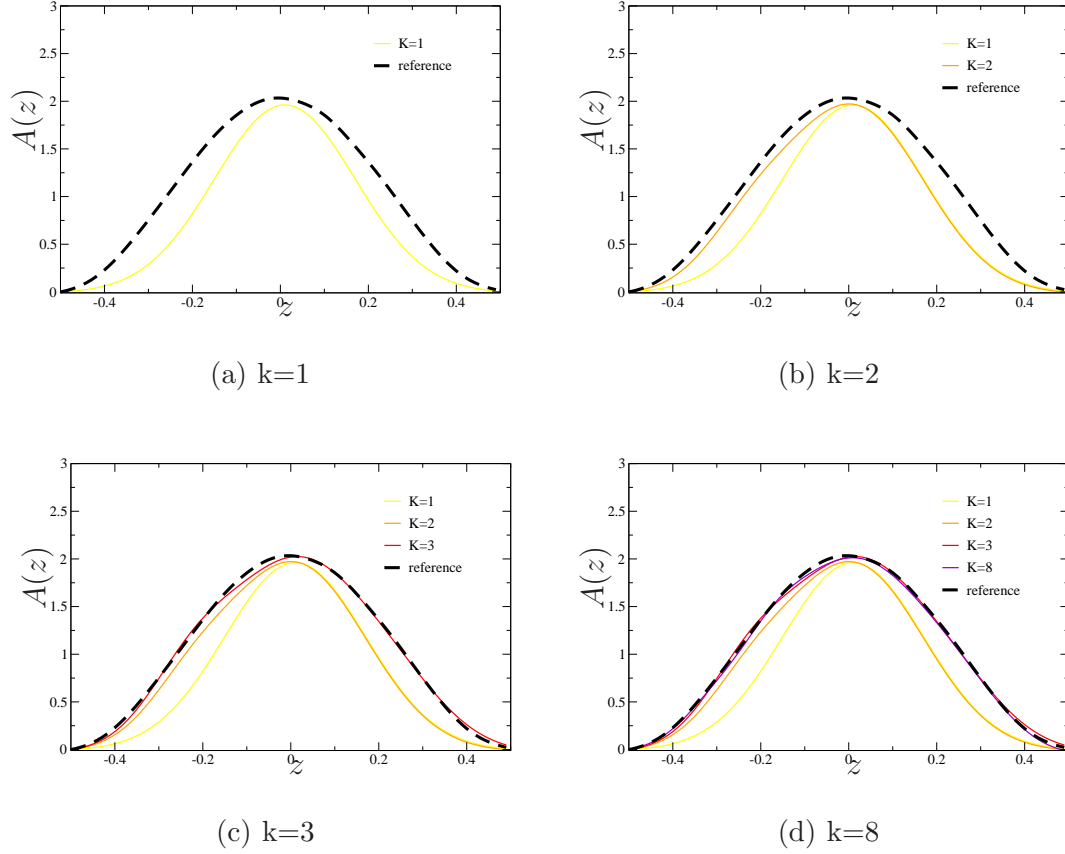 3
2.5
2
1.5
1
0.5
0
A(z)
-0.4
-0.2
0
0.2
0.4
z
K=1
reference
(a) k=1
3
2.5
2
1.5
1
0.5
0
A(z)
-0.4
-0.2
0
0.2
0.4
z
K=1
K=2
reference
(b) k=2
3
2.5
2
1.5
1
0.5
0
A(z)
-0.4
-0.2
0
0.2
0.4
z
K=1
K=2
K=3
reference
(c) k=3
3
2.5
2
1.5
1
0.5
0
A(z)
-0.4
-0.2
0
0.2
0.4
z
K=1
K=2
K=3
K=8
reference
(d) k=8